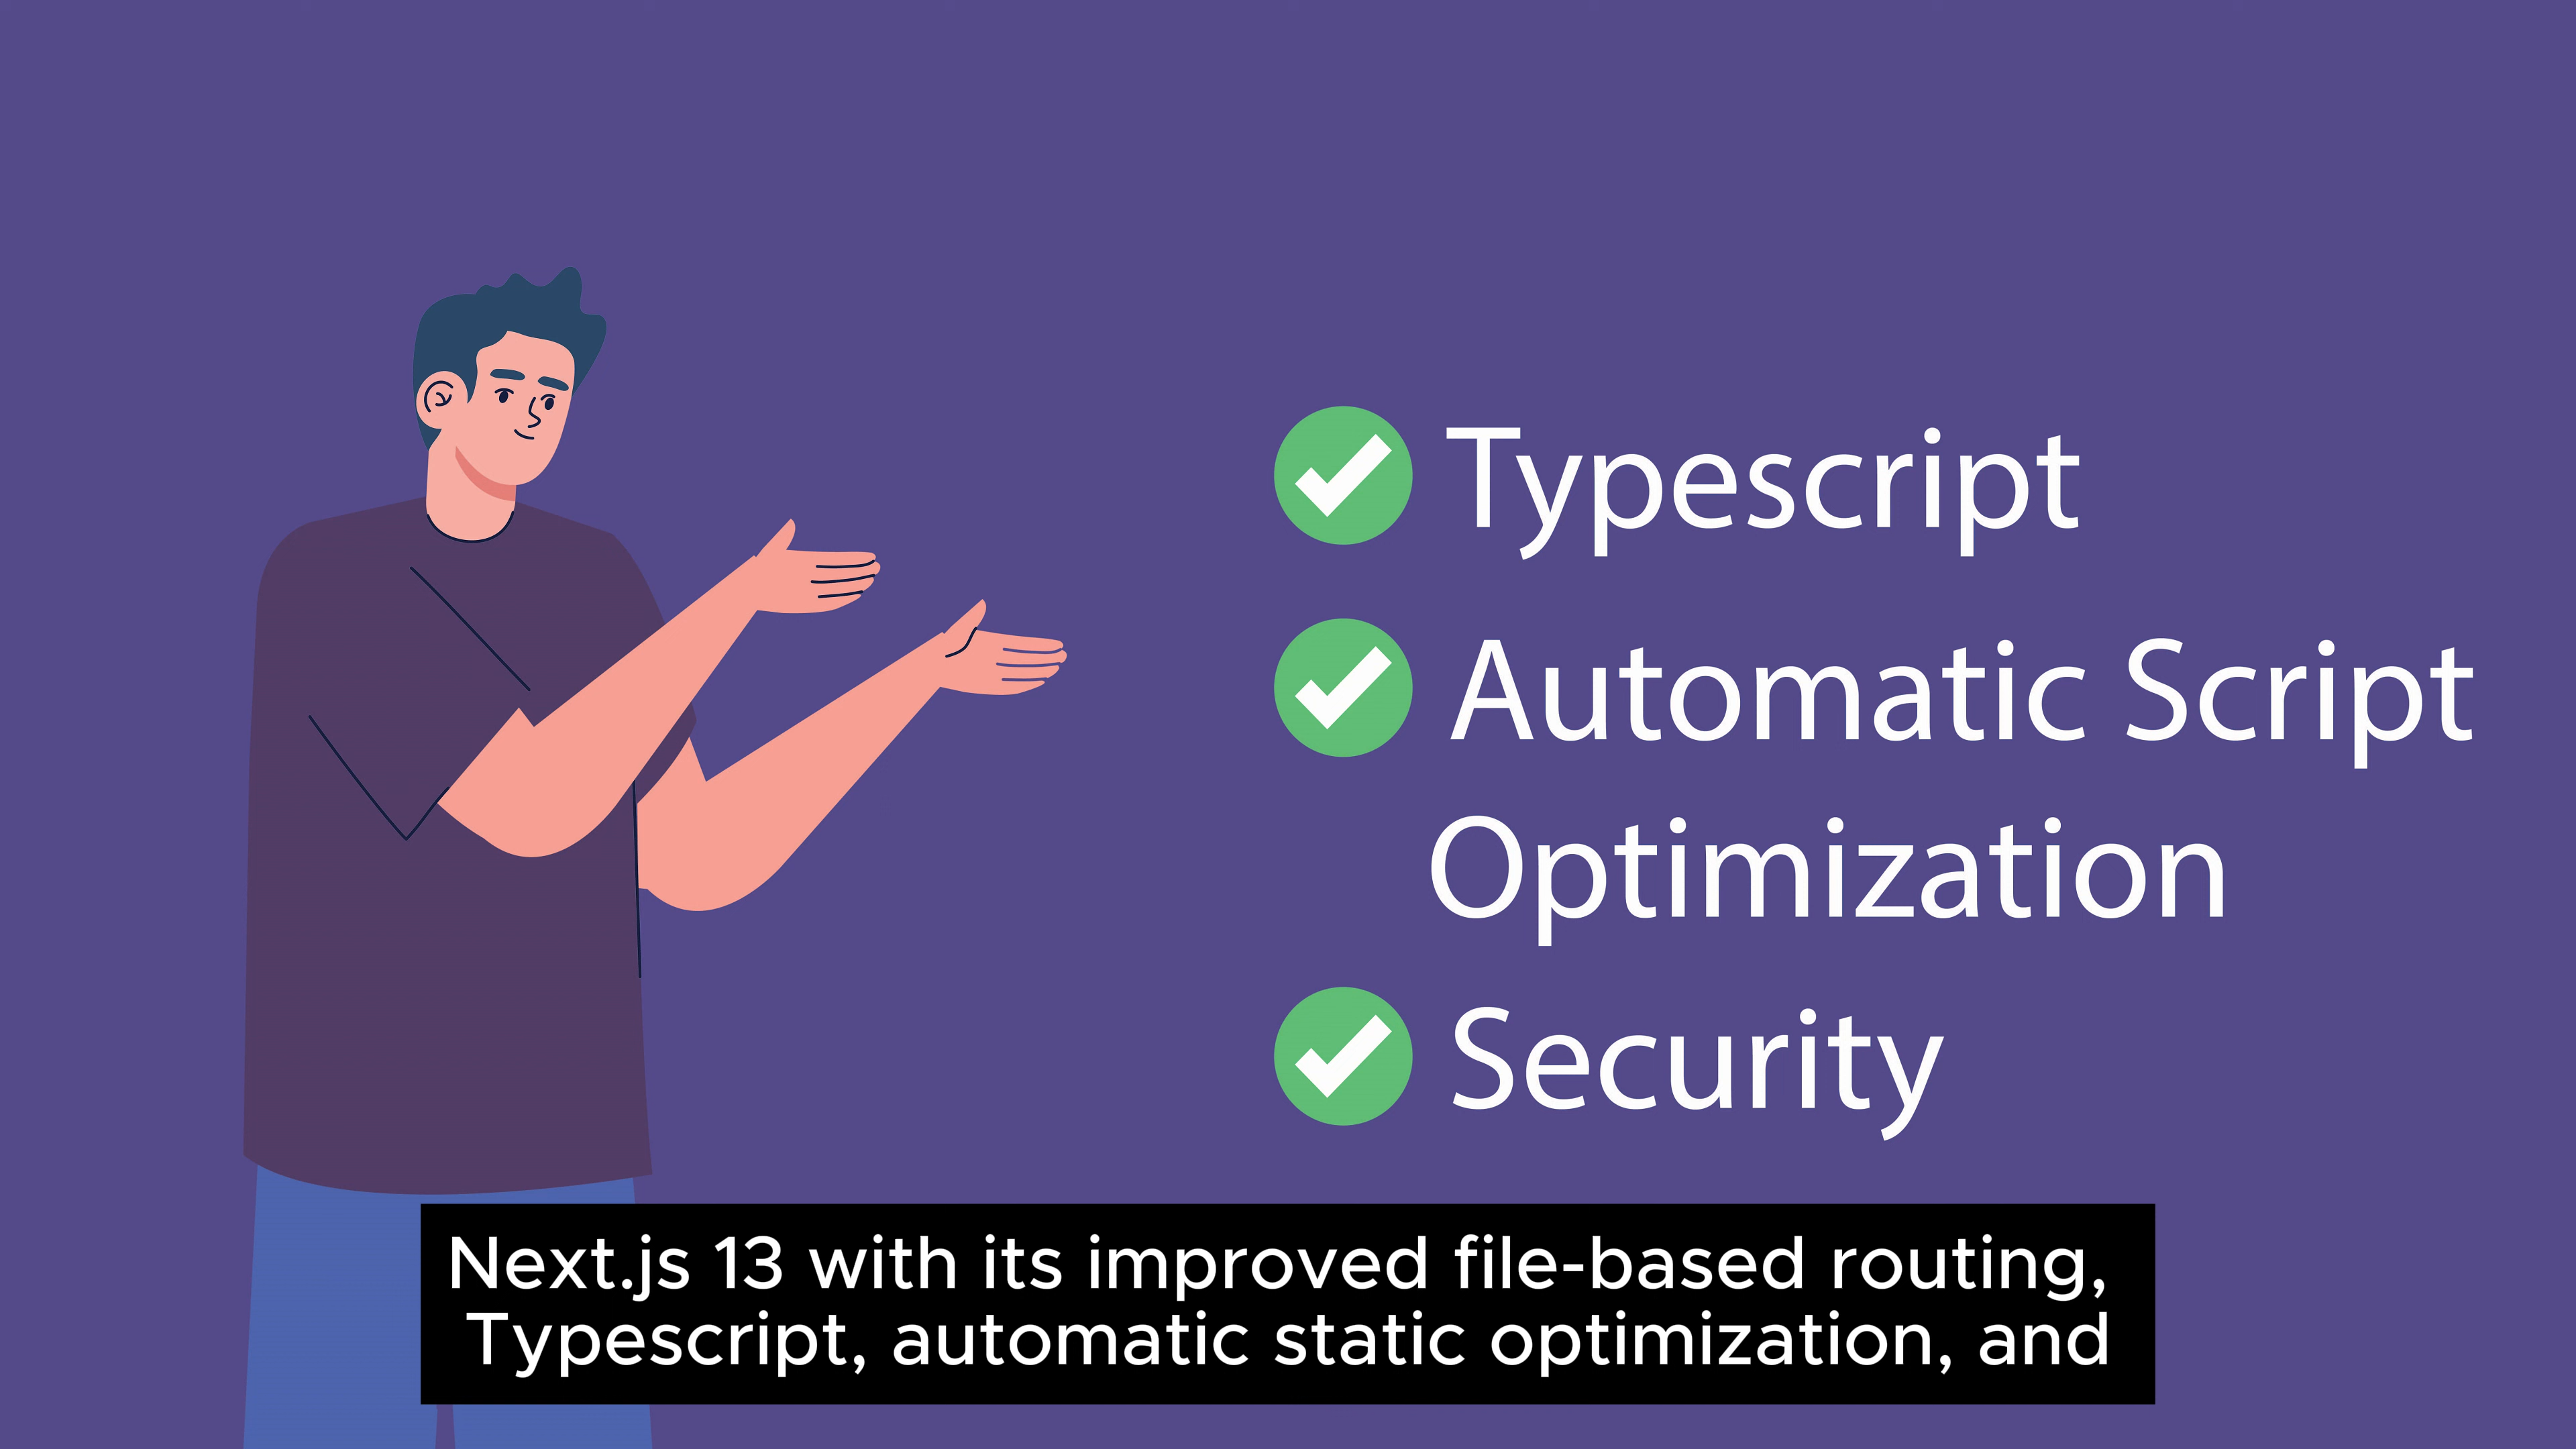 Typescript
Automatic Script
Optimization
Security
Next.js 13 with its improved file-based routing,
Typescript, automatic static optimization, and